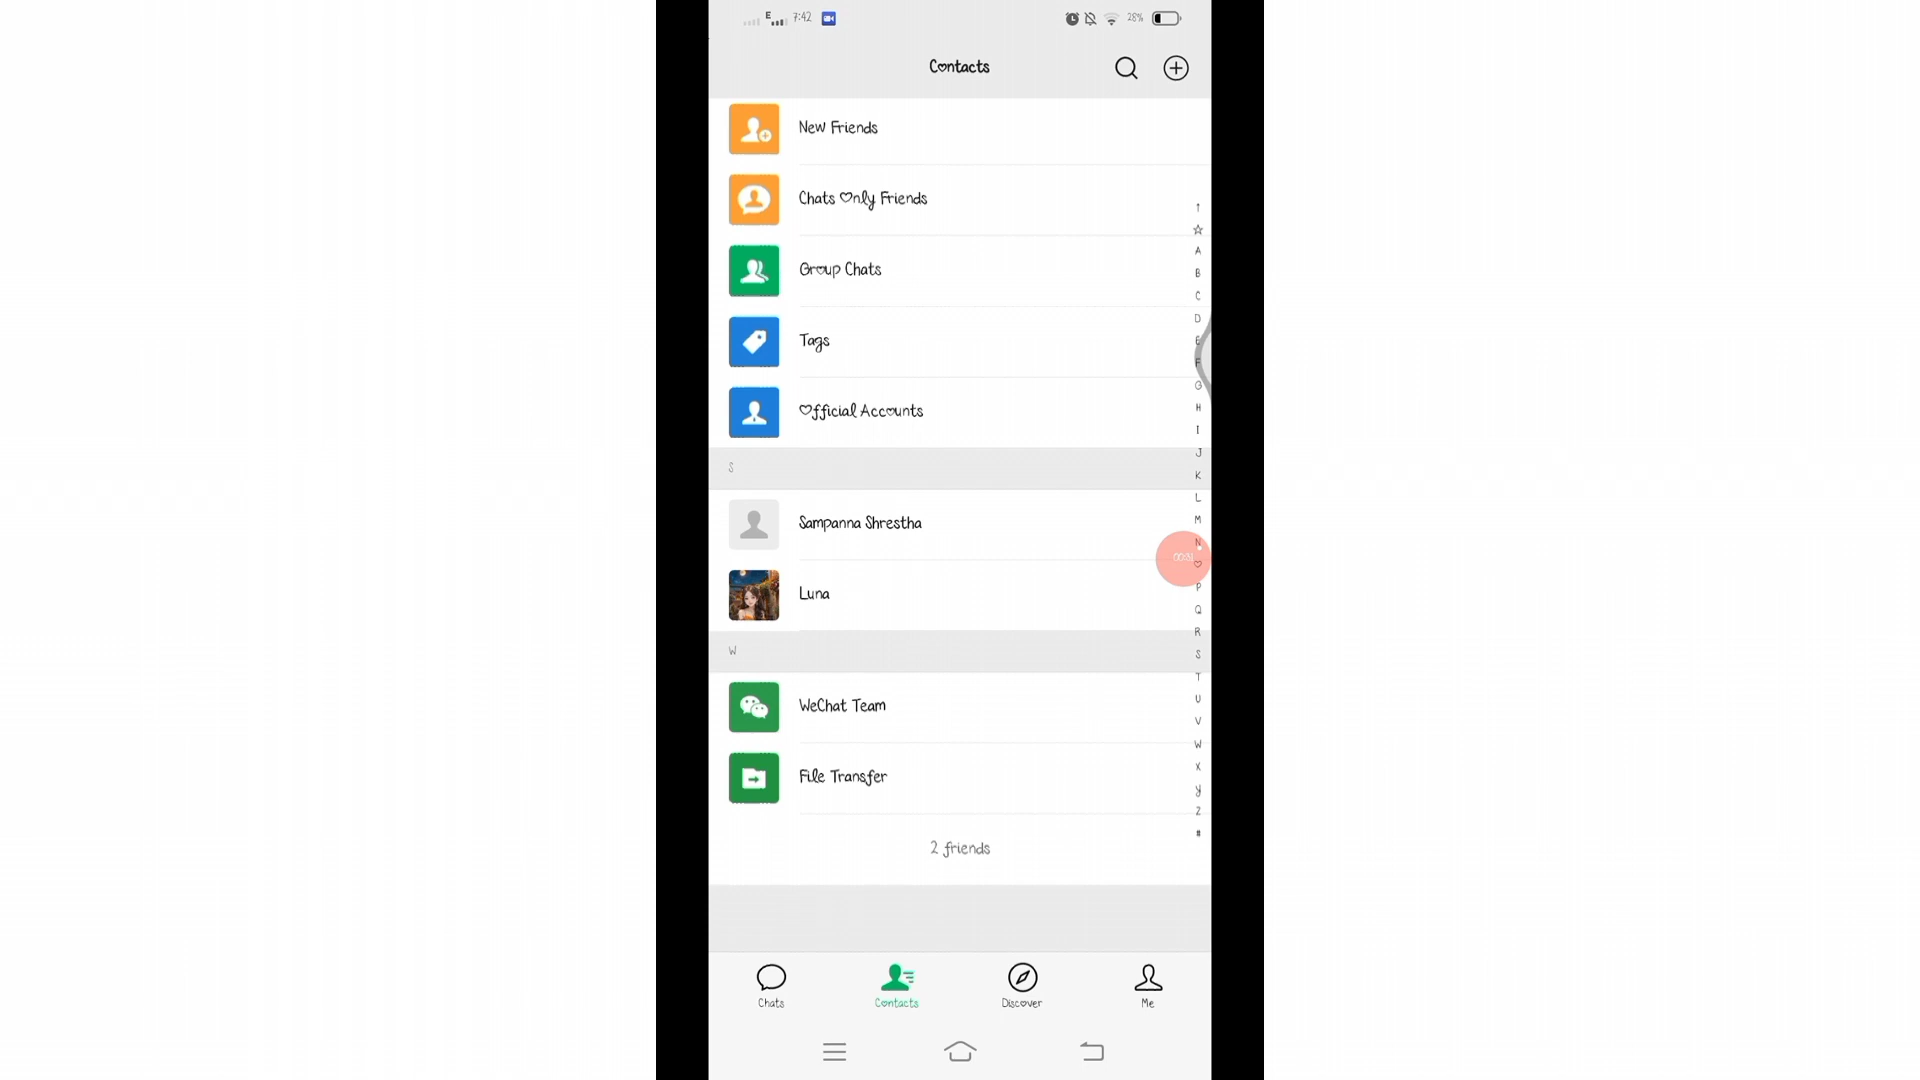 E 7:42 28%
Contacts
New Friends
Chats Only Friends
Group Chats
Tags
Official Accounts
S
Sampanna Shrestha
Luna
W
WeChat Team
File Transfer
2 friends
↑
☆
A
B
C
D
E
F
G
H
I
J
K
L
M
N
O
P
Q
R
S
T
U
V
W
X
Y
Z
#
Chats Contacts Discover Me